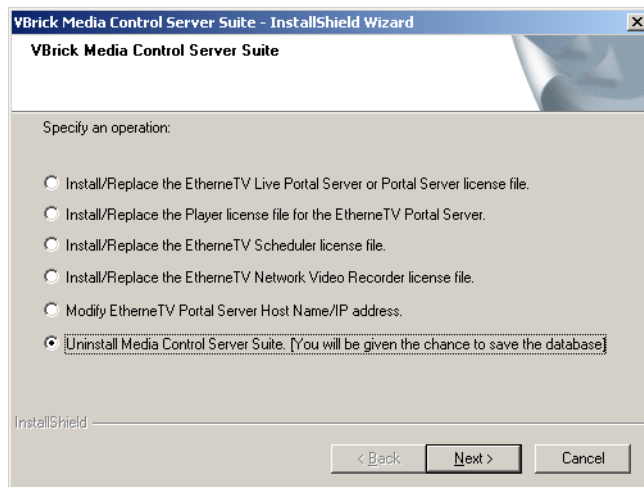 VBrick Media Control Server Suite - InstallShield Wizard
VBrick Media Control Server Suite
Specify an operation:
Install/Replace the EtherneTV Live Portal Server or Portal Server license file.
Install/Replace the Player license file for the EtherneTV Portal Server.
Install/Replace the EtherneTV Scheduler license file.
Install/Replace the EtherneTV Network Video Recorder license file.
Modify EtherneTV Portal Server Host Name/IP address.
Uninstall Media Control Server Suite. [You will be given the chance to save the database]
InstallShield
< Back Next > Cancel